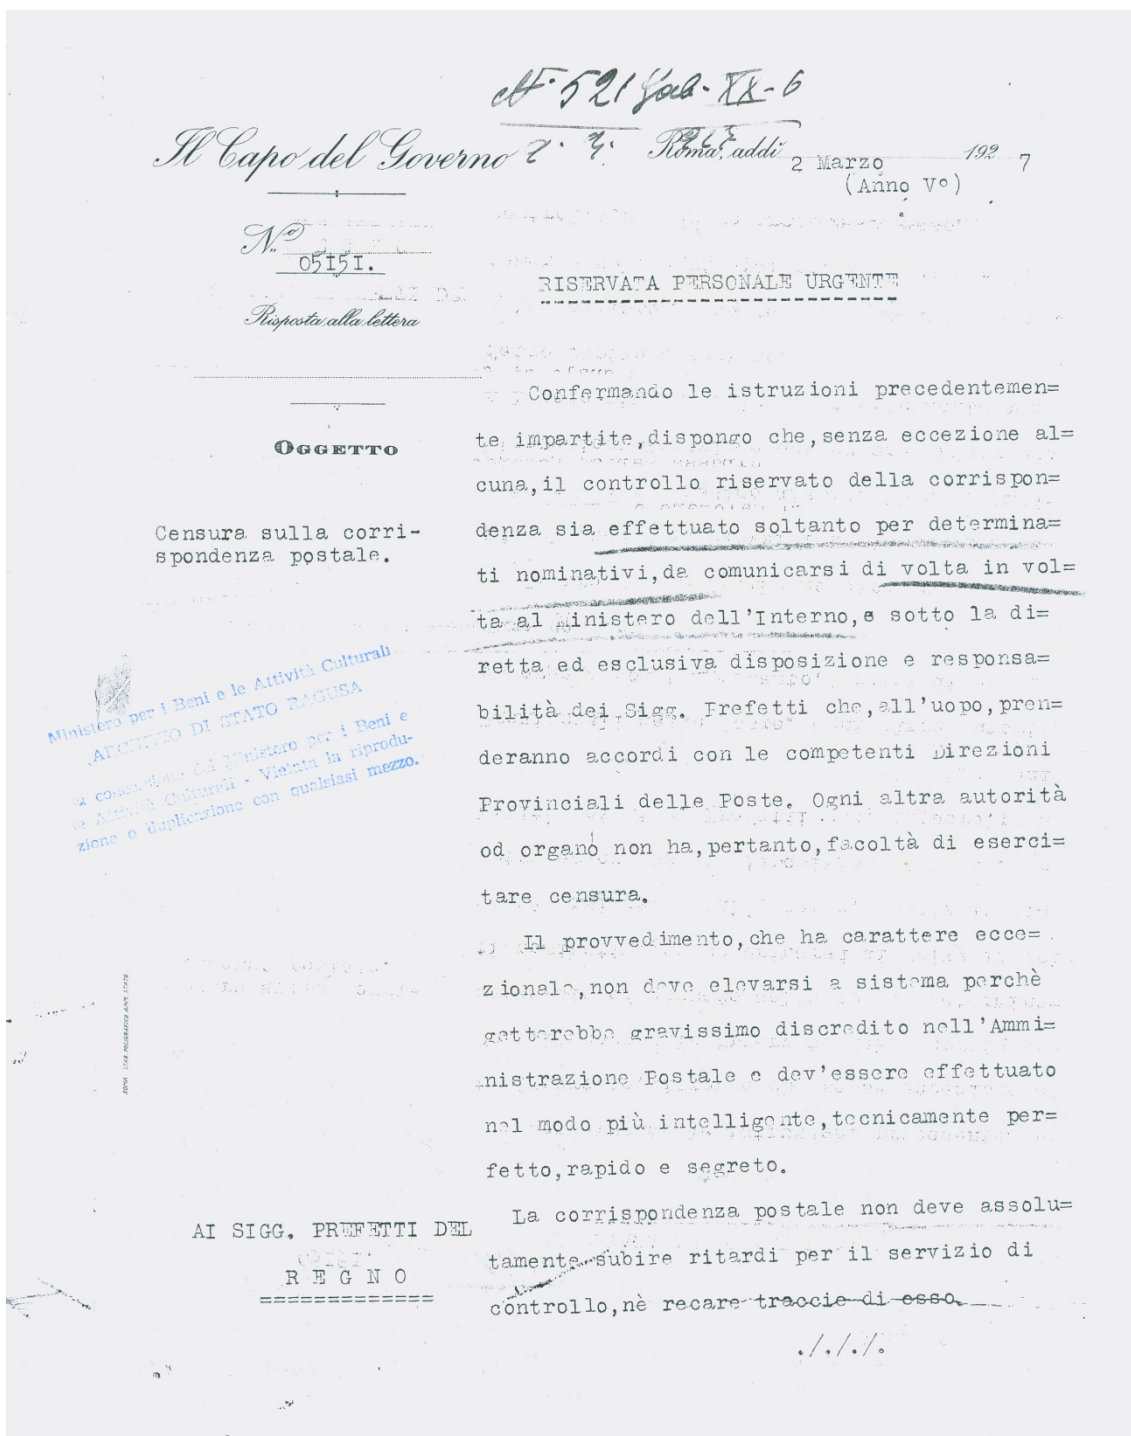 N. 521 Gab. XX-6
Il Capo del Governo
Roma, addì 2 Marzo 1927
(Anno V°)
N.°
05151.
RISERVATA PERSONALE URGENTE
Risposta alla lettera
OGGETTO
Censura sulla corri-
spondenza postale.
Confermando le istruzioni precedentemen=
te impartite,dispongo che,senza eccezione al=
cuna,il controllo riservato della corrispon=
denza sia effettuato soltanto per determina=
ti nominativi,da comunicarsi di volta in vol=
ta al Ministero dell'Interno,e sotto la di=
retta ed esclusiva disposizione e responsa=
bilità dei Sigg. Prefetti che,all'uopo,pren=
deranno accordi con le competenti Direzioni
Provinciali delle Poste. Ogni altra autorità
od organo non ha,pertanto,facoltà di eserci=
tare censura.
Il provvedimento,che ha carattere ecce=
zionale,non deve elevarsi a sistema perchè
getterebbe gravissimo discredito nell'Ammi=
nistrazione Postale e dev'essere effettuato
nel modo più intelligente,tecnicamente per=
fetto,rapido e segreto.
La corrispondenza postale non deve assolu=
tamente subire ritardi per il servizio di
controllo,nè recare traccie di esso.
./././.
Ministero per i Beni e le Attività Culturali
ARCHIVIO DI STATO RAGUSA
su concessione del Ministero per i Beni e
le Attività Culturali - Vietata la riprodu-
zione o duplicazione con qualsiasi mezzo.
AI SIGG. PREFETTI DEL
REGNO